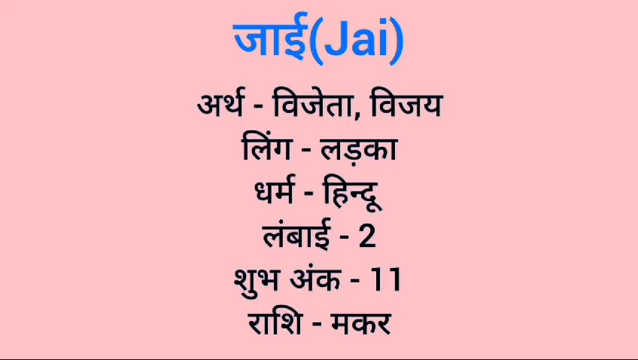 जाई(Jai)
अर्थ - विजेता, विजय
लिंग - लड़का
धर्म - हिन्दू
लंबाई - 2
शुभ अंक - 11
राशि - मकर